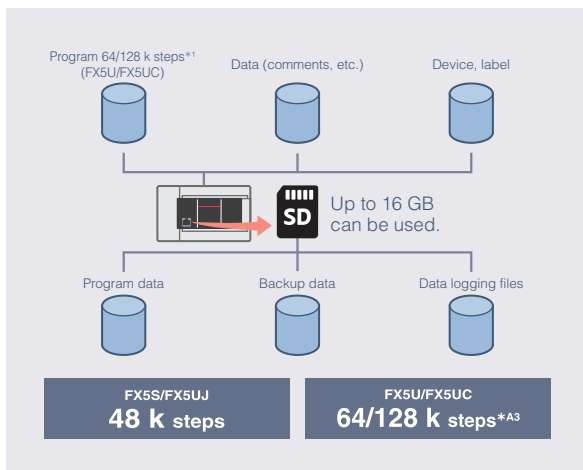 Program 64/128 k steps*1
(FX5U/FX5UC)
Data (comments, etc.)
Device, label
SD
Up to 16 GB
can be used.
Program data
Backup data
Data logging files
FX5S/FX5UJ
48 k steps
FX5U/FX5UC
64/128 k steps*A3